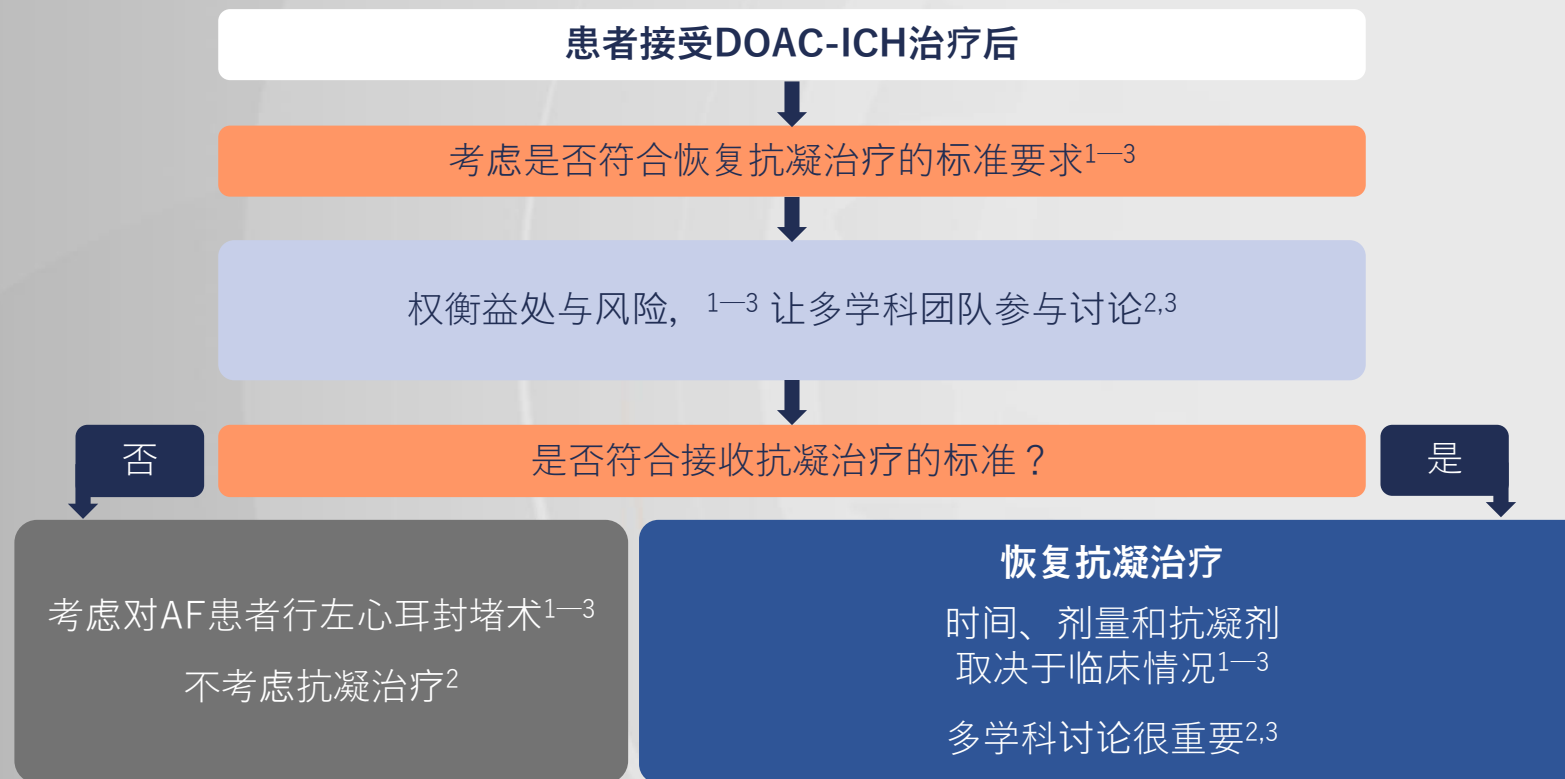 患者接受DOAC-ICH治疗后
考虑是否符合恢复抗凝治疗的标准要求1—3
权衡益处与风险，1—3 让多学科团队参与讨论2,3
否
是否符合接收抗凝治疗的标准？
是
考虑对AF患者行左心耳封堵术1—3
不考虑抗凝治疗2
恢复抗凝治疗
时间、剂量和抗凝剂
取决于临床情况1—3
多学科讨论很重要2,3